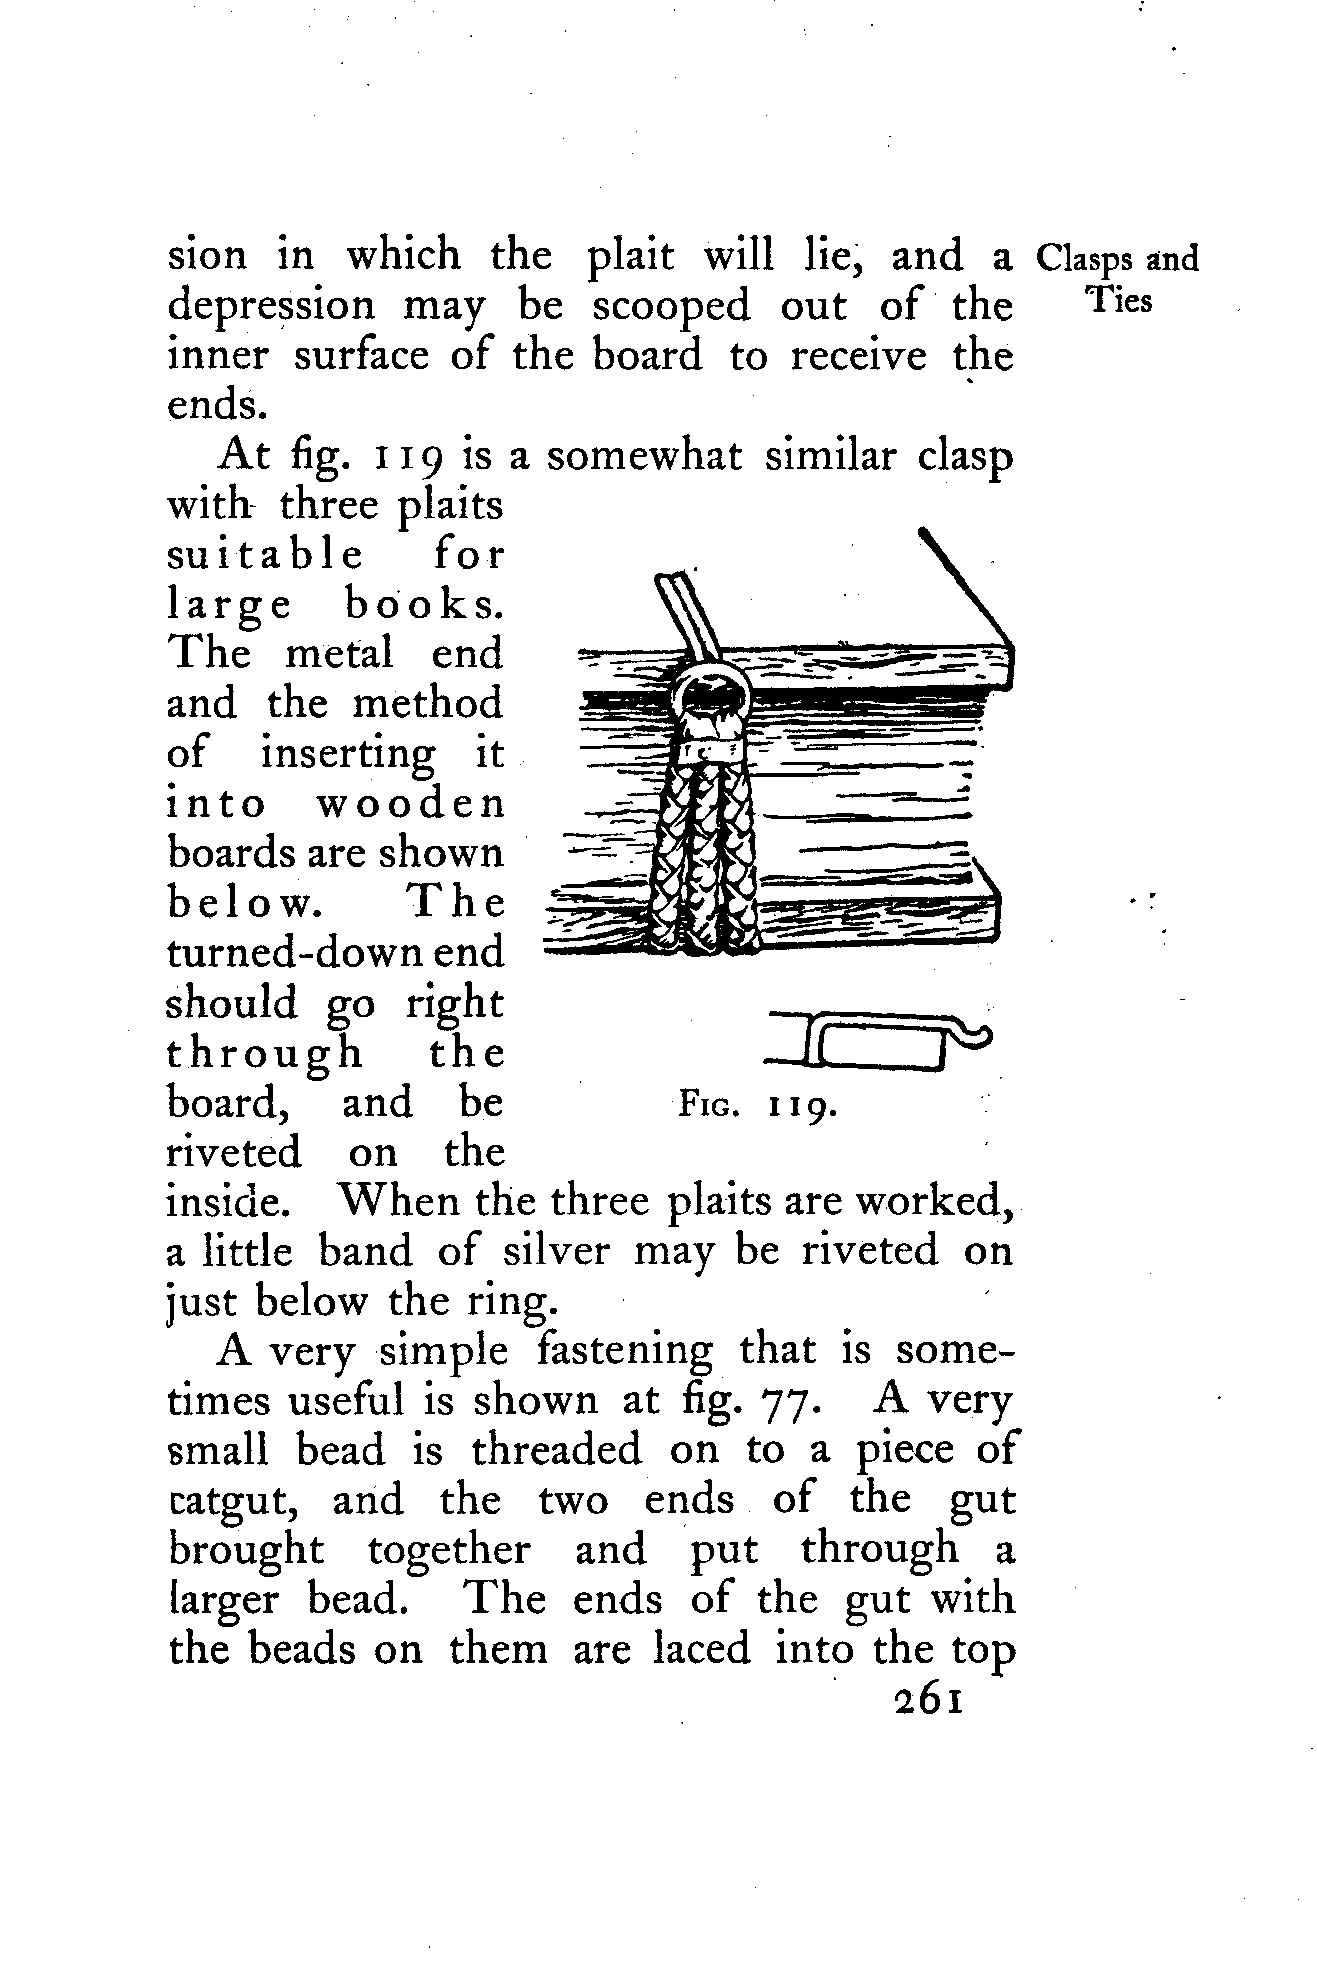 sion in which the plait will lie, and a
Clasps and
Ties
depression may be scooped out of the
inner surface of the board to receive the
ends.
At fig. 119 is a somewhat similar clasp
with three plaits
suitable for
large books.
The metal end
and the method
of inserting it
into wooden
boards are shown
below. The
turned-down end
should go right
through the
board, and be
riveted on the
inside. When the three plaits are worked,
a little band of silver may be riveted on
just below the ring.
A very simple fastening that is some-
times useful is shown at fig. 77. A very
small bead is threaded on to a piece of
catgut, and the two ends of the gut
brought together and put through a
larger bead. The ends of the gut with
the beads on them are laced into the top
261
FIG. 119.